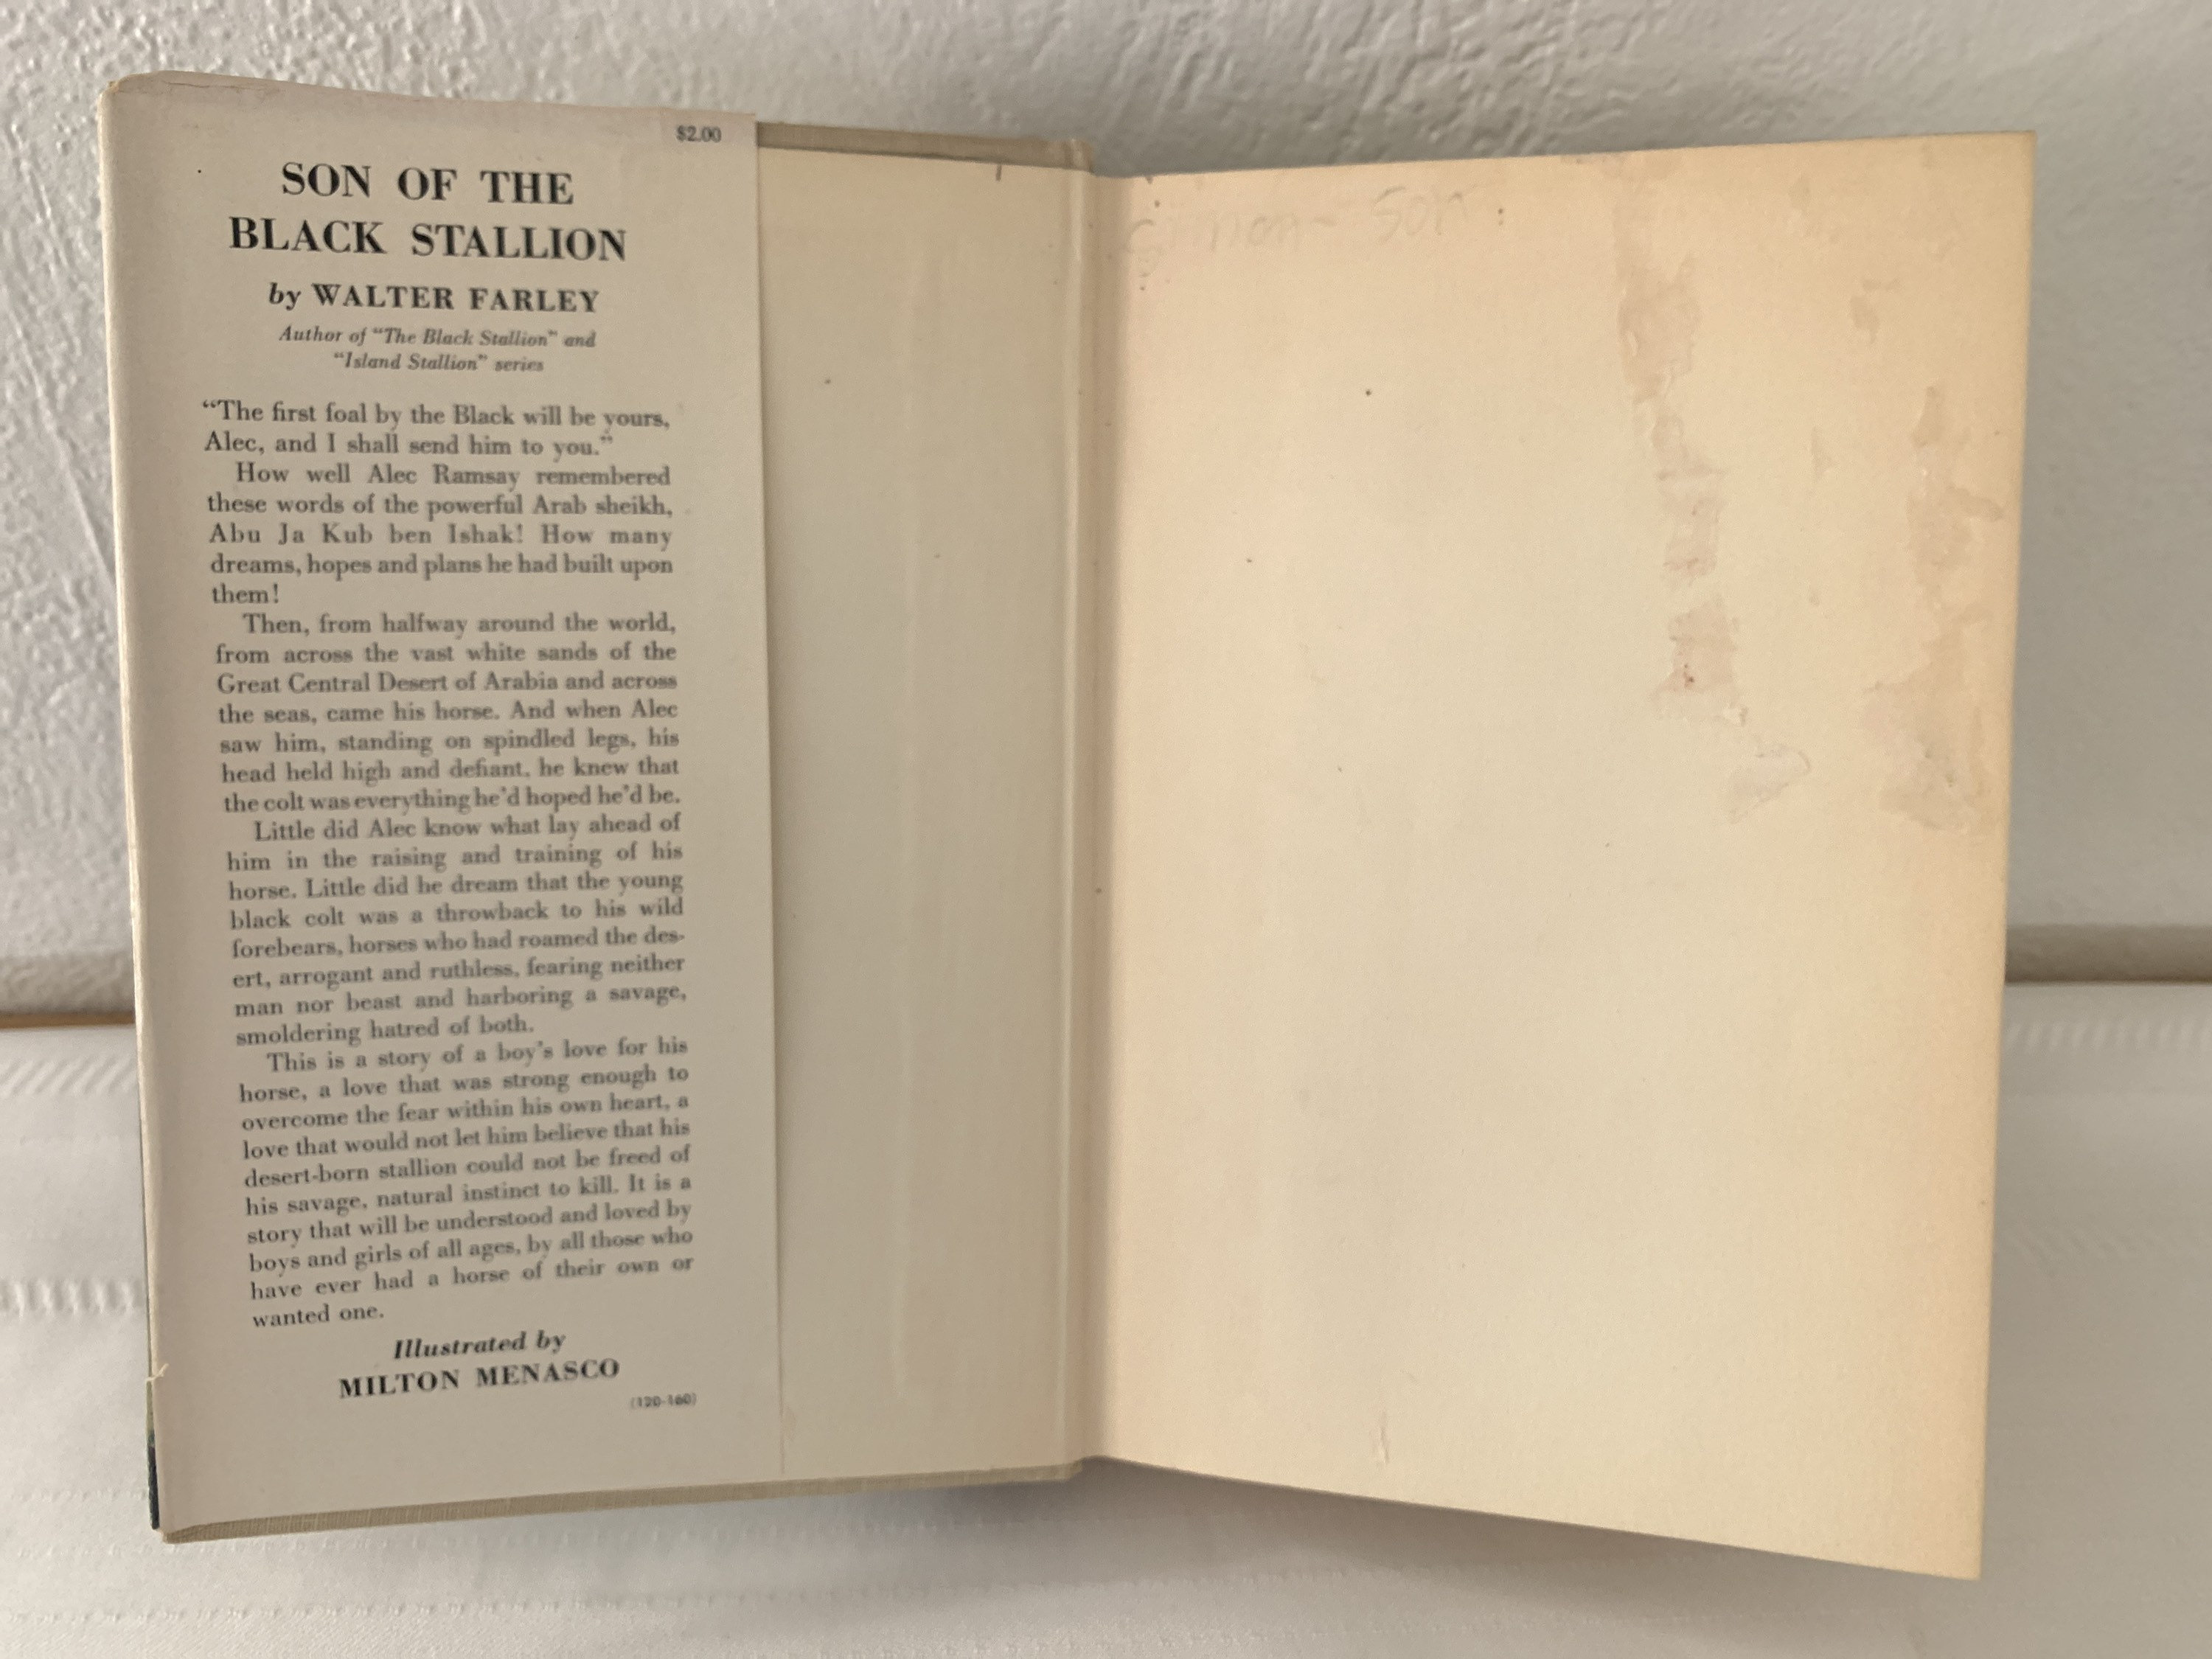 $2.00
SON OF THE
BLACK STALLION
by WALTER FARLEY
Author of "The Black Stallion" and
"Island Stallion" series
"The first foal by the Black will be yours,
Alec, and I shall send him to you."
How well Alec Ramsay remembered
these words of the powerful Arab sheikh,
Abu Ja Kub ben Ishak! How many
dreams, hopes and plans he had built upon
them!
Then, from halfway around the world,
from across the vast white sands of the
Great Central Desert of Arabia and across
the seas, came his horse. And when Alec
saw him, standing on spindled legs, his
head held high and defiant, he knew that
the colt was everything he'd hoped he'd be.
Little did Alec know what lay ahead of
him in the raising and training of his
horse. Little did he dream that the young
black colt was a throwback to his wild
forebears, horses who had roamed the des-
ert, arrogant and ruthless, fearing neither
man nor beast and harboring a savage,
smoldering hatred of both.
This is a story of a boy's love for his
horse, a love that was strong enough to
overcome the fear within his own heart, a
love that would not let him believe that his
desert-born stallion could not be freed of
his savage, natural instinct to kill. It is a
story that will be understood and loved by
boys and girls of all ages, by all those who
have ever had a horse of their own or
wanted one.
Illustrated by
MILTON MENASCO
(120-160)
son